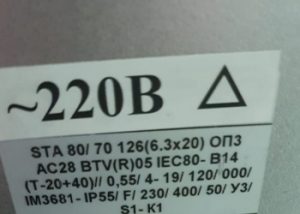 ~220В △
STA 80/ 70 126(6.3x20) ОПЗ
AC28 BTV(R)05 IEC80- B14
(T-20+40)// 0,55/ 4- 19/ 120/ 000/
IM3681- IP55/ F/ 230/ 400/ 50/ У3/
S1- K1